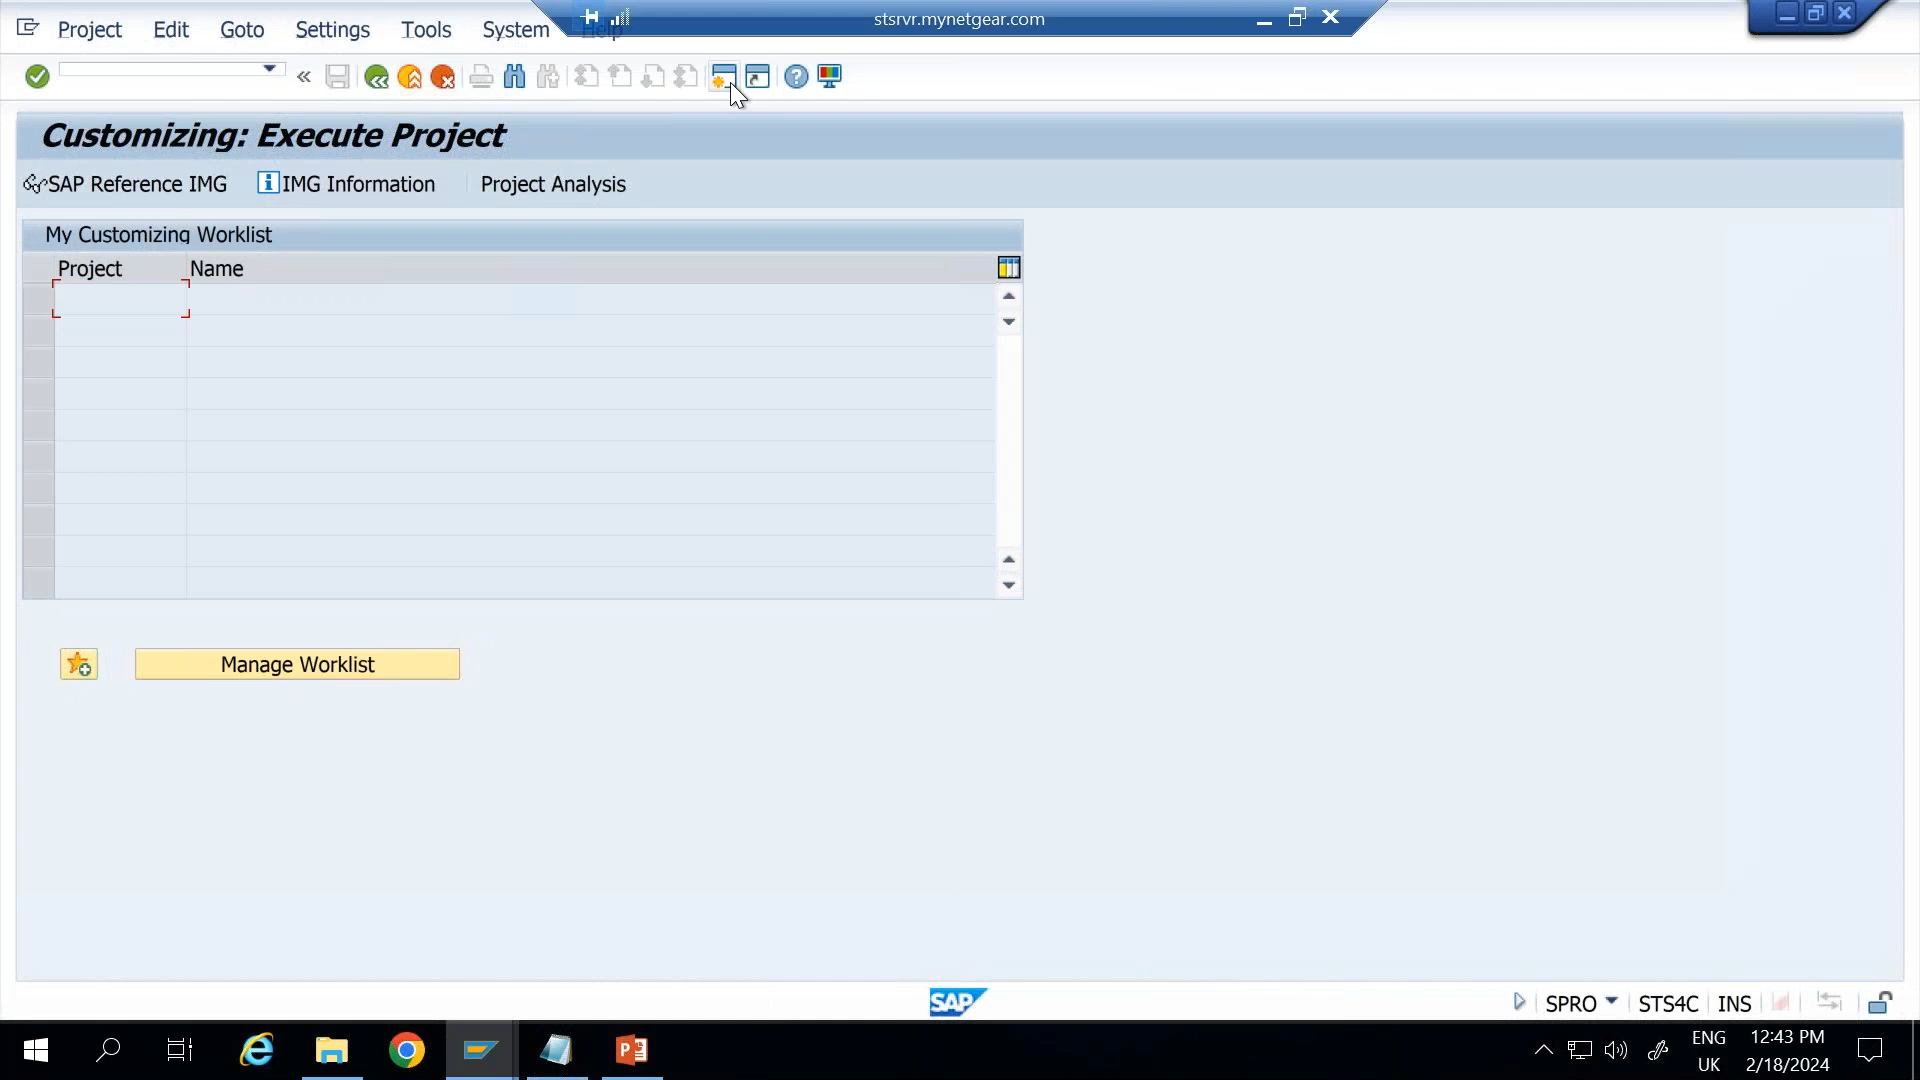 Project Edit Goto Settings Tools System Help
stsrvr.mynetgear.com
Customizing: Execute Project
SAP Reference IMG IMG Information Project Analysis
My Customizing Worklist
Project Name
Manage Worklist
SAP
SPRO STS4C INS
ENG 12:43 PM
UK 2/18/2024